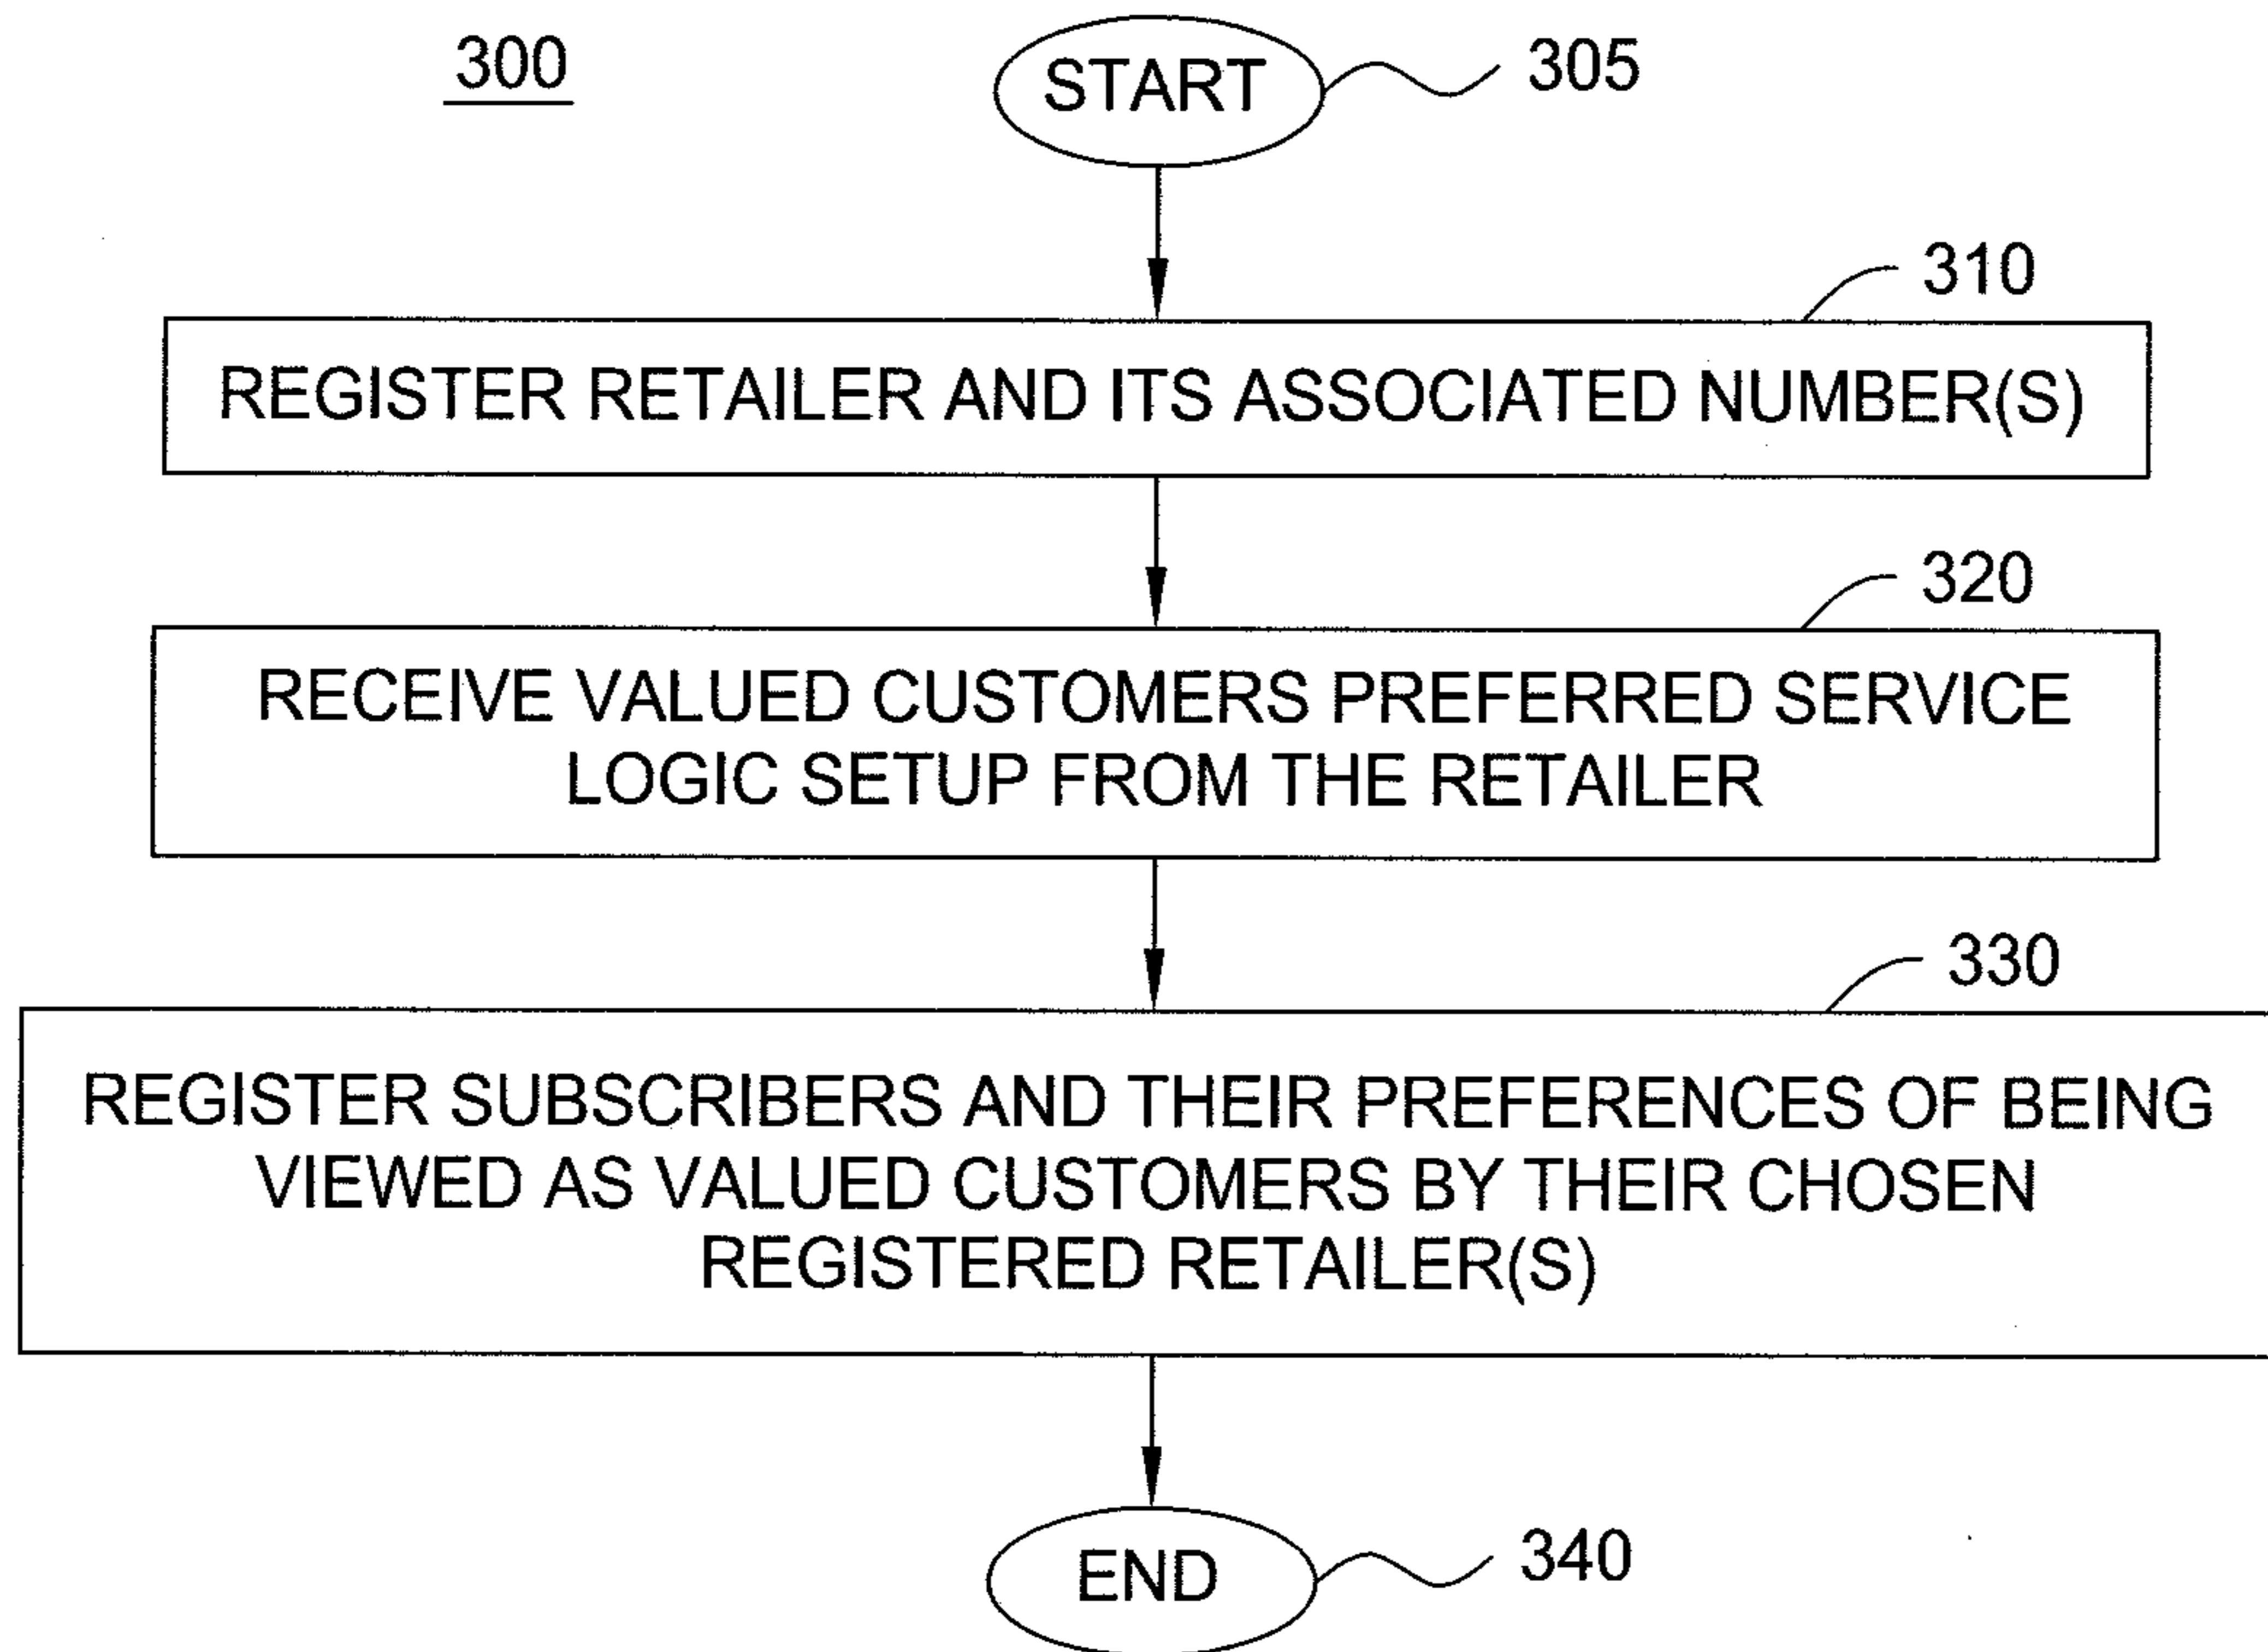 300
START
305
310
REGISTER RETAILER AND ITS ASSOCIATED NUMBER(S)
320
RECEIVE VALUED CUSTOMERS PREFERRED SERVICE
LOGIC SETUP FROM THE RETAILER
330
REGISTER SUBSCRIBERS AND THEIR PREFERENCES OF BEING
VIEWED AS VALUED CUSTOMERS BY THEIR CHOSEN
REGISTERED RETAILER(S)
END
340